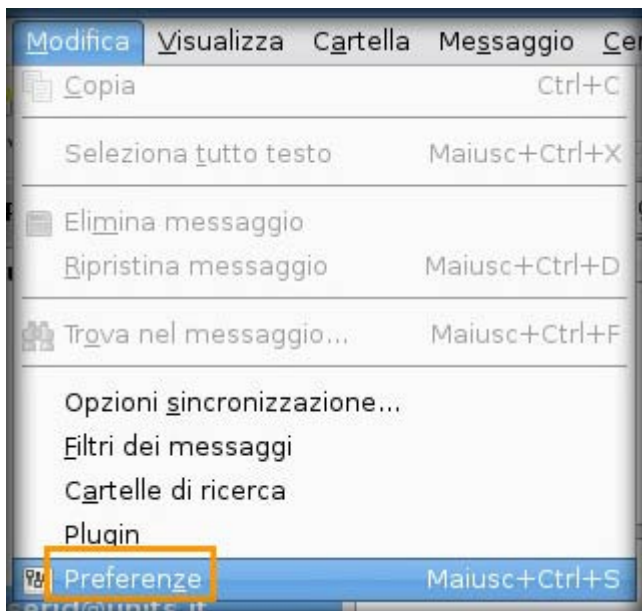 Modifica Visualizza Cartella Messaggio
Copia Ctrl+C
Seleziona tutto testo Maiusc+Ctrl+X
Elimina messaggio
Ripristina messaggio Maiusc+Ctrl+D
Trova nel messaggio... Maiusc+Ctrl+F
Opzioni sincronizzazione...
Filtri dei messaggi
Cartelle di ricerca
Plugin
Preferenze Maiusc+Ctrl+S